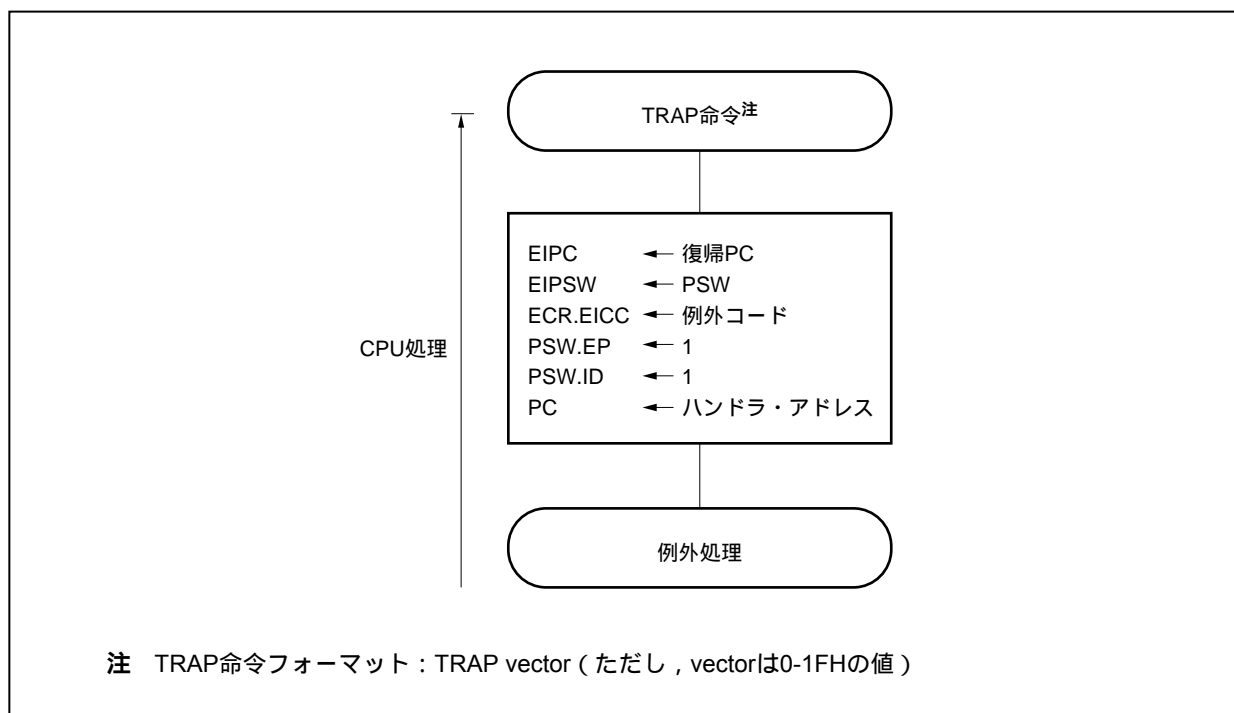 TRAP命令注
EIPC ← 復帰PC
EIPSW ← PSW
ECR.EICC ← 例外コード
PSW.EP ← 1
PSW.ID ← 1
PC ← ハンドラ・アドレス
CPU処理
例外処理
注 TRAP命令フォーマット：TRAP vector（ただし，vectorは0-1FHの値）